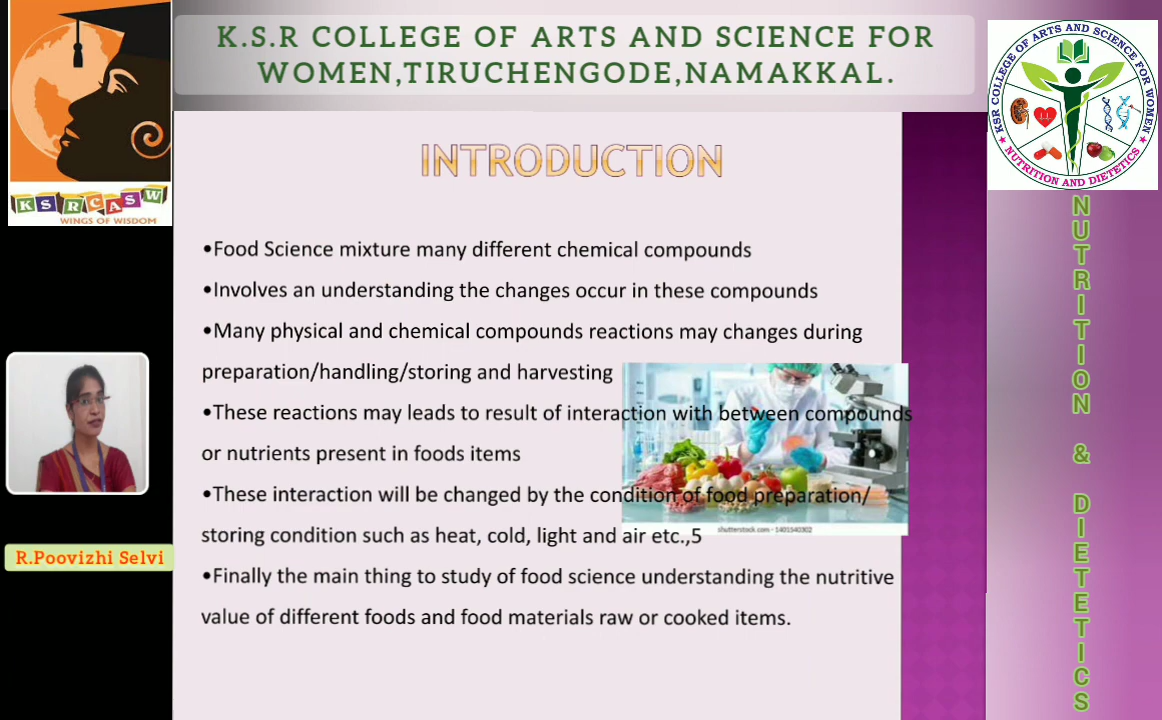 K.S.R COLLEGE OF ARTS AND SCIENCE FOR
WOMEN,TIRUCHENGODE,NAMAKKAL.
KSRCASW
WINGS OF WISDOM
KSR COLLEGE OF ARTS AND SCIENCE FOR WOMEN
NUTRITION AND DIETETICS
INTRODUCTION
•Food Science mixture many different chemical compounds
•Involves an understanding the changes occur in these compounds
•Many physical and chemical compounds reactions may changes during
preparation/handling/storing and harvesting
•These reactions may leads to result of interaction with between compounds
or nutrients present in foods items
•These interaction will be changed by the condition of food preparation/
storing condition such as heat, cold, light and air etc.,5
•Finally the main thing to study of food science understanding the nutritive
value of different foods and food materials raw or cooked items.
shutterstock.com · 1401540302
R.Poovizhi Selvi
NUTRITION & DIETETICS